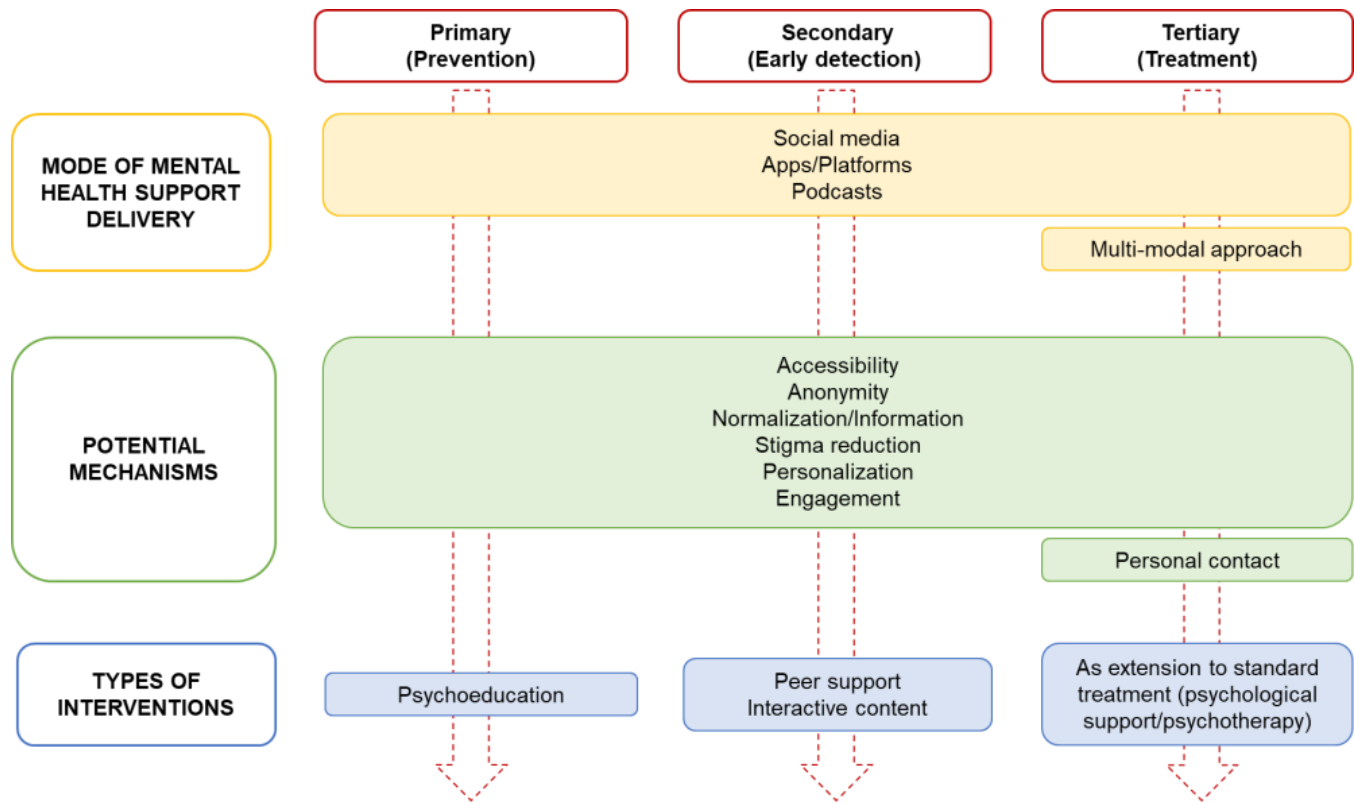 Primary
(Prevention)
Secondary
(Early detection)
Tertiary
(Treatment)
MODE OF MENTAL
HEALTH SUPPORT
DELIVERY
Social media
Apps/Platforms
Podcasts
Multi-modal approach
POTENTIAL
MECHANISMS
Accessibility
Anonymity
Normalization/Information
Stigma reduction
Personalization
Engagement
Personal contact
TYPES OF
INTERVENTIONS
Psychoeducation
Peer support
Interactive content
As extension to standard
treatment (psychological
support/psychotherapy)